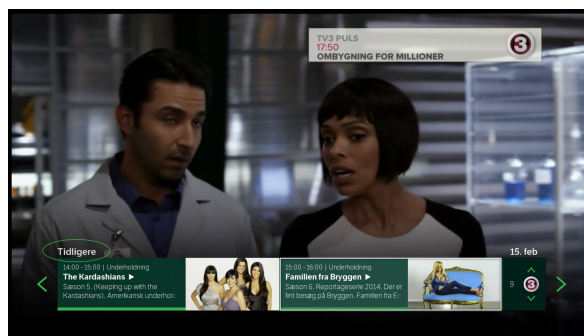 TV3 PULS
17:50
OMBYGNING FOR MILLIONER
3
Tidligere
15. feb
14:00 - 15:00 | Underholdning
The Kardashians ▶
Sæson 5. (Keeping up with the
Kardashians). Amerikansk underhol
15:00 - 16:00 | Underholdning
Familien fra Bryggen ▶
Sæson 6. Reportageserie 2014. Der er
fint besøg på Bryggen. Familien fra
9
3